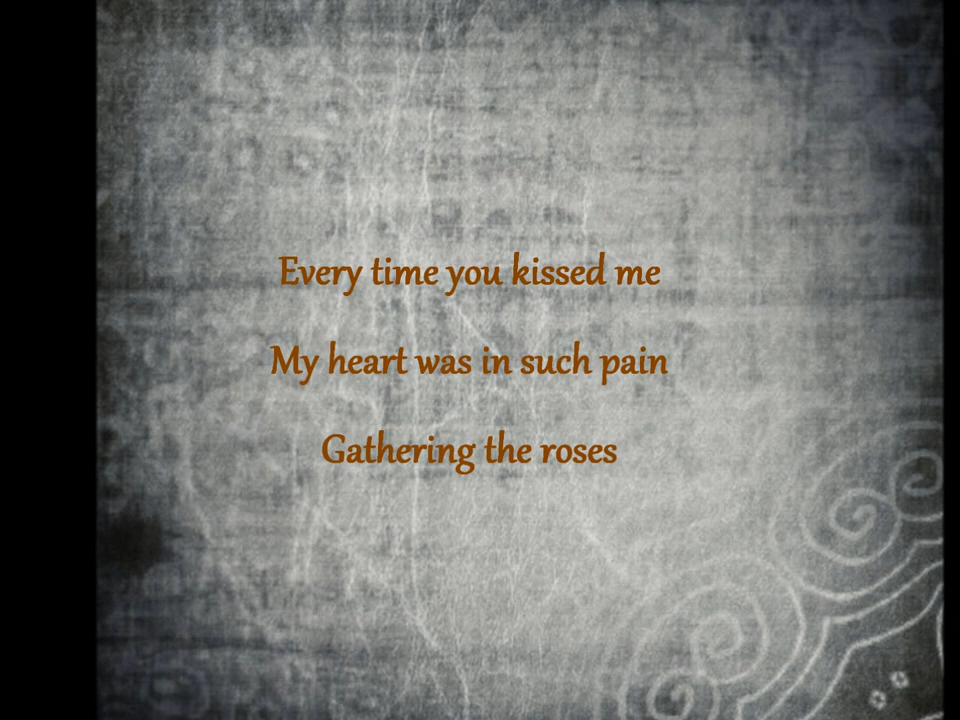 Every time you kissed me
My heart was in such pain
Gathering the roses